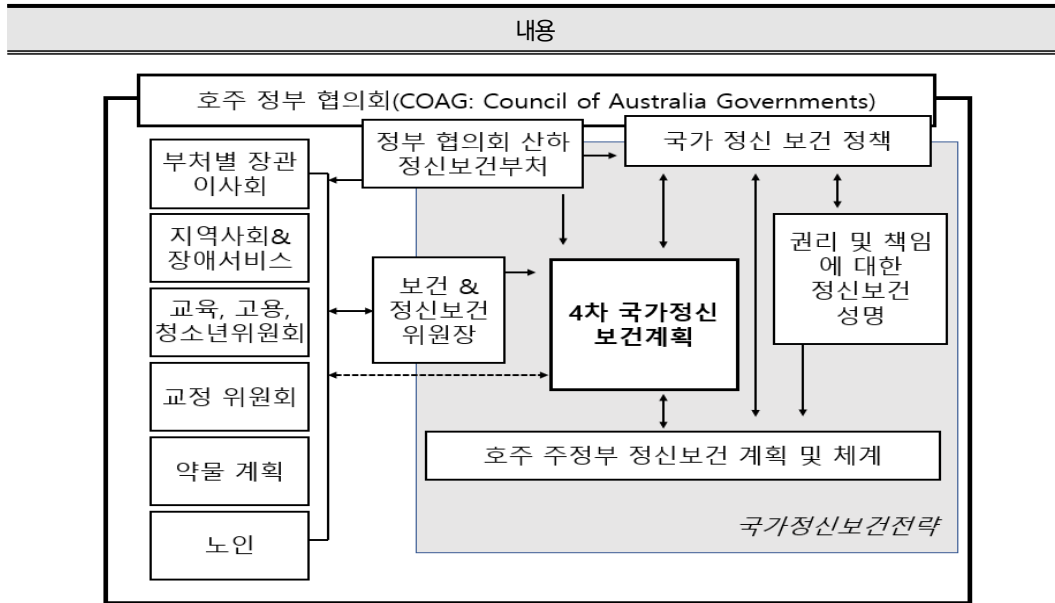 내용
호주 정부 협의회(COAG: Council of Australia Governments)
정부 협의회 산하
정신보건부처
국가 정신 보건 정책
부처별 장관
이사회
지역사회&
장애서비스
교육, 고용,
청소년위원회
교정 위원회
약물 계획
노인
보건 &
정신보건
위원장
4차 국가정신
보건계획
권리 및 책임
에 대한
정신보건
성명
호주 주정부 정신보건 계획 및 체계
국가정신보건전략